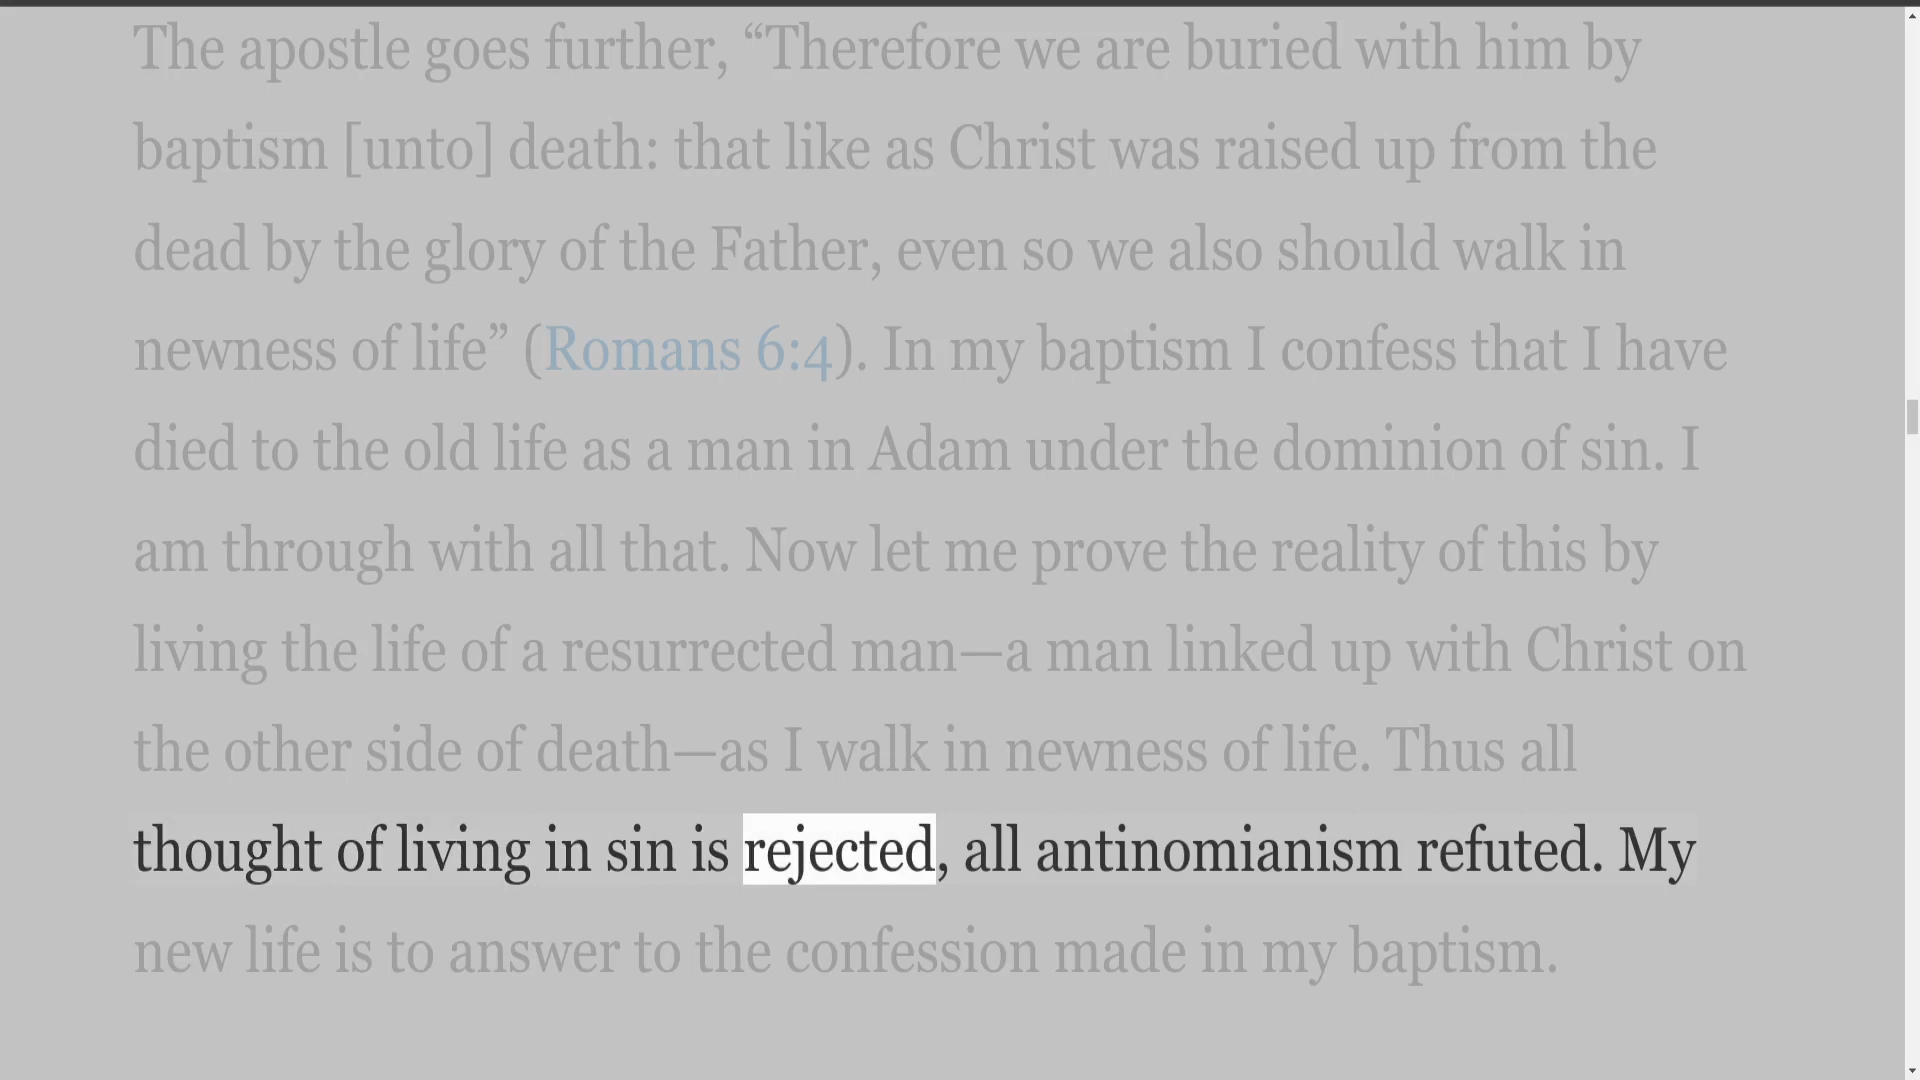 The apostle goes further, “Therefore we are buried with him by
baptism [unto] death: that like as Christ was raised up from the
dead by the glory of the Father, even so we also should walk in
newness of life” (Romans 6:4). In my baptism I confess that I have
died to the old life as a man in Adam under the dominion of sin. I
am through with all that. Now let me prove the reality of this by
living the life of a resurrected man—a man linked up with Christ on
the other side of death—as I walk in newness of life. Thus all
thought of living in sin is rejected, all antinomianism refuted. My
new life is to answer to the confession made in my baptism.